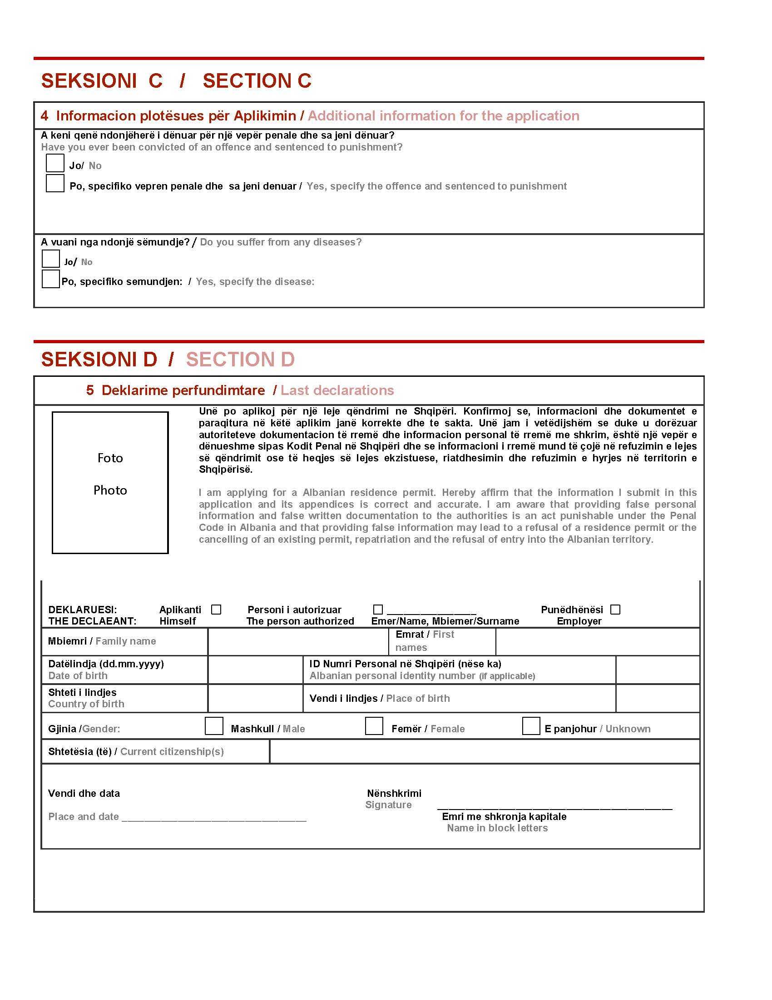 SEKSIONI C / SECTION C
4 Informacion plotësues për Aplikimin / Additional information for the application
A keni qenë ndonjëherë i dënuar për një vepër penale dhe sa jeni dënuar?
Have you ever been convicted of an offence and sentenced to punishment?
Jo/ No
Po, specifiko vepren penale dhe sa jeni denuar / Yes, specify the offence and sentenced to punishment
A vuani nga ndonjë sëmundje? / Do you suffer from any diseases?
Jo/ No
Po, specifiko semundjen: / Yes, specify the disease:
SEKSIONI D / SECTION D
5 Deklarime perfundimtare / Last declarations
Foto
Photo
Unë po aplikoj për një leje qëndrimi ne Shqipëri. Konfirmoj se, informacioni dhe dokumentet e
paraqitura në këtë aplikim janë korrekte dhe te sakta. Unë jam i vetëdijshëm se duke u dorëzuar
autoriteteve dokumentacion të rremë dhe informacion personal të rremë me shkrim, është një vepër e
dënueshme sipas Kodit Penal në Shqipëri dhe se informacioni i rremë mund të çojë në refuzimin e lejes
së qëndrimit ose të heqjes së lejes ekzistuese, riatdhesimin dhe refuzimin e hyrjes në territorin e
Shqipërisë.
I am applying for a Albanian residence permit. Hereby affirm that the information I submit in this
application and its appendices is correct and accurate. I am aware that providing false personal
information and false written documentation to the authorities is an act punishable under the Penal
Code in Albania and that providing false information may lead to a refusal of a residence permit or the
cancelling of an existing permit, repatriation and the refusal of entry into the Albanian territory.
DEKLARUESI: Aplikanti Personi i autorizuar ________________ Punëdhënësi
THE DECLAEANT: Himself The person authorized Emer/Name, Mbiemer/Surname Employer
Mbiemri / Family name
Emrat / First
names
Datëlindja (dd.mm.yyyy)
Date of birth
ID Numri Personal në Shqipëri (nëse ka)
Albanian personal identity number (if applicable)
Shteti i lindjes
Country of birth
Vendi i lindjes / Place of birth
Gjinia /Gender: Mashkull / Male Femër / Female E panjohur / Unknown
Shtetësia (të) / Current citizenship(s)
Vendi dhe data
Place and date _________________________________
Nënshkrimi
Signature __________________________________________
Emri me shkronja kapitale
Name in block letters